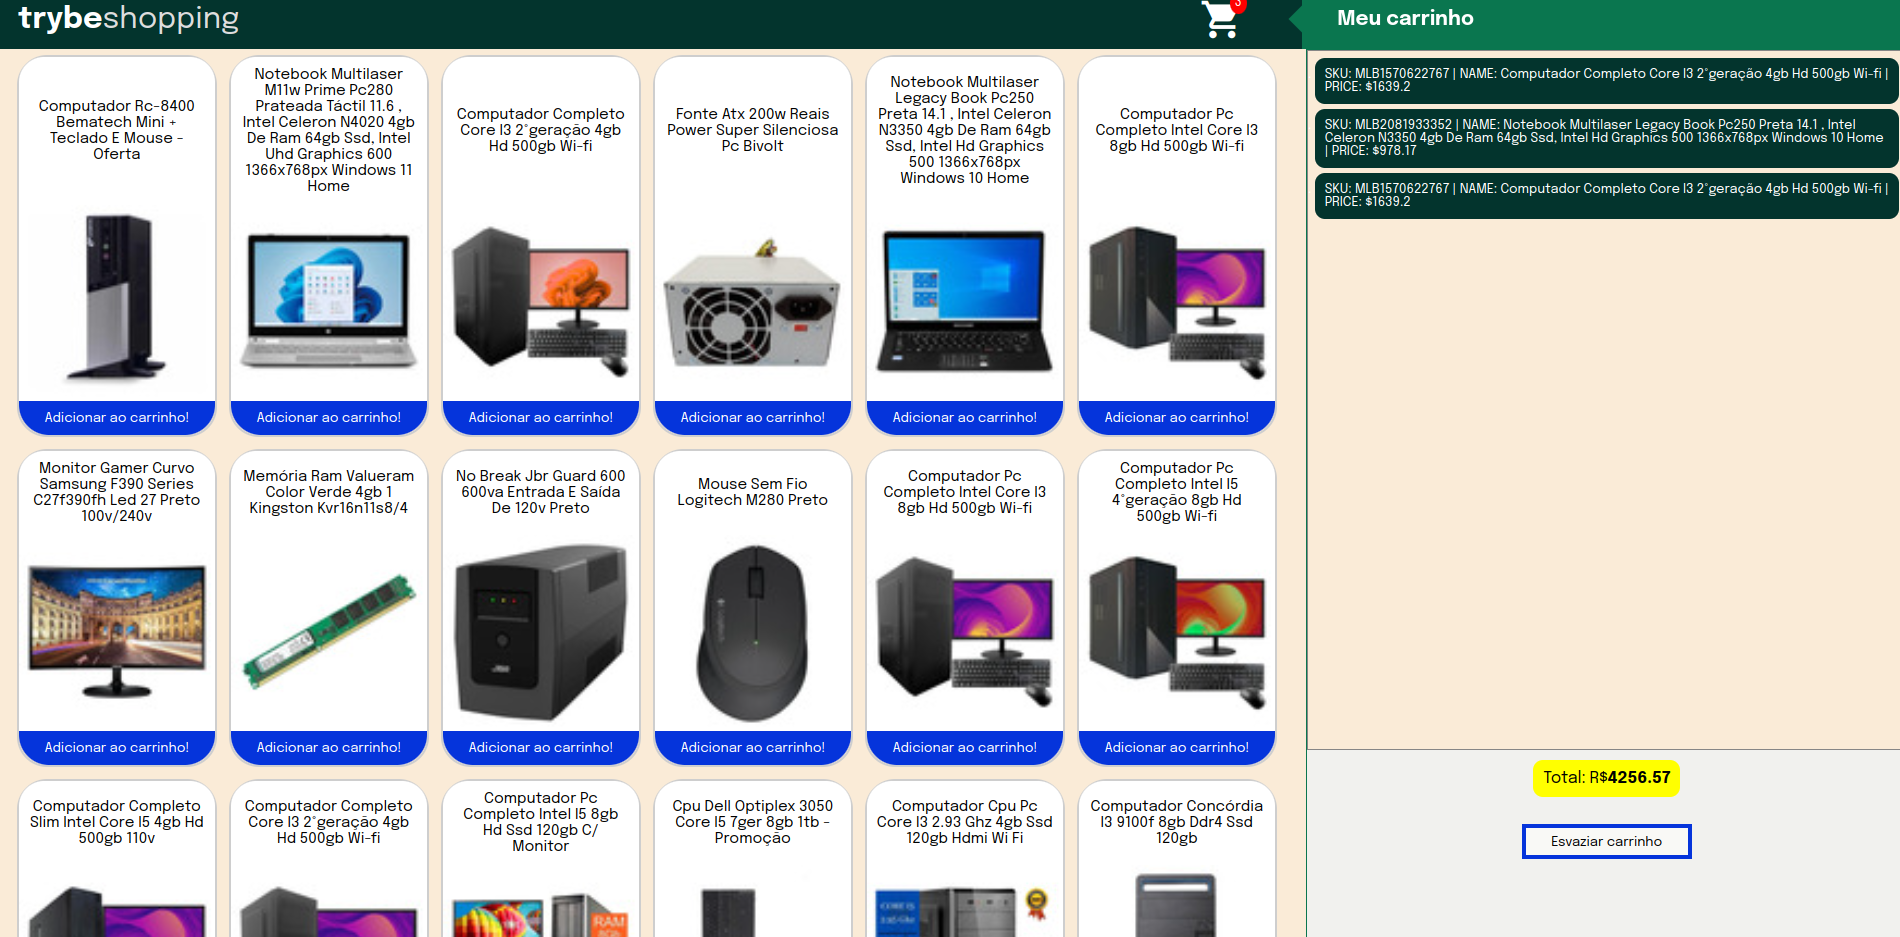 trybeshopping
3
Meu carrinho
Computador Rc-8400
Bematech Mini +
Teclado E Mouse -
Oferta
Adicionar ao carrinho!
Notebook Multilaser
M11w Prime Pc280
Prateada Táctil 11.6 ,
Intel Celeron N4020 4gb
De Ram 64gb Ssd, Intel
Uhd Graphics 600
1366x768px Windows 11
Home
Adicionar ao carrinho!
Computador Completo
Core I3 2°geração 4gb
Hd 500gb Wi-fi
Adicionar ao carrinho!
Fonte Atx 200w Reais
Power Super Silenciosa
Pc Bivolt
Adicionar ao carrinho!
Notebook Multilaser
Legacy Book Pc250
Preta 14.1 , Intel Celeron
N3350 4gb De Ram 64gb
Ssd, Intel Hd Graphics
500 1366x768px
Windows 10 Home
Adicionar ao carrinho!
Computador Pc
Completo Intel Core I3
8gb Hd 500gb Wi-fi
Adicionar ao carrinho!
Monitor Gamer Curvo
Samsung F390 Series
C27f390fh Led 27 Preto
100v/240v
Adicionar ao carrinho!
Memória Ram Valueram
Color Verde 4gb 1
Kingston Kvr16n11s8/4
Adicionar ao carrinho!
No Break Jbr Guard 600
600va Entrada E Saída
De 120v Preto
Adicionar ao carrinho!
Mouse Sem Fio
Logitech M280 Preto
Adicionar ao carrinho!
Computador Pc
Completo Intel Core I3
8gb Hd 500gb Wi-fi
Adicionar ao carrinho!
Computador Pc
Completo Intel I5
4°geração 8gb Hd
500gb Wi-fi
Adicionar ao carrinho!
Computador Completo
Slim Intel Core I5 4gb Hd
500gb 110v
Computador Completo
Core I3 2°geração 4gb
Hd 500gb Wi-fi
Computador Pc
Completo Intel I5 8gb
Hd Ssd 120gb C/
Monitor
RAM
Cpu Dell Optiplex 3050
Core I5 7ger 8gb 1tb -
Promoção
Computador Cpu Pc
Core I3 2.93 Ghz 4gb Ssd
120gb Hdmi Wi Fi
Computador Concórdia
I3 9100f 8gb Ddr4 Ssd
120gb
SKU: MLB1570622767 | NAME: Computador Completo Core I3 2°geração 4gb Hd 500gb Wi-fi |
PRICE: $1639.2
SKU: MLB2081933352 | NAME: Notebook Multilaser Legacy Book Pc250 Preta 14.1 , Intel
Celeron N3350 4gb De Ram 64gb Ssd, Intel Hd Graphics 500 1366x768px Windows 10 Home
| PRICE: $978.17
SKU: MLB1570622767 | NAME: Computador Completo Core I3 2°geração 4gb Hd 500gb Wi-fi |
PRICE: $1639.2
Total: R$4256.57
Esvaziar carrinho